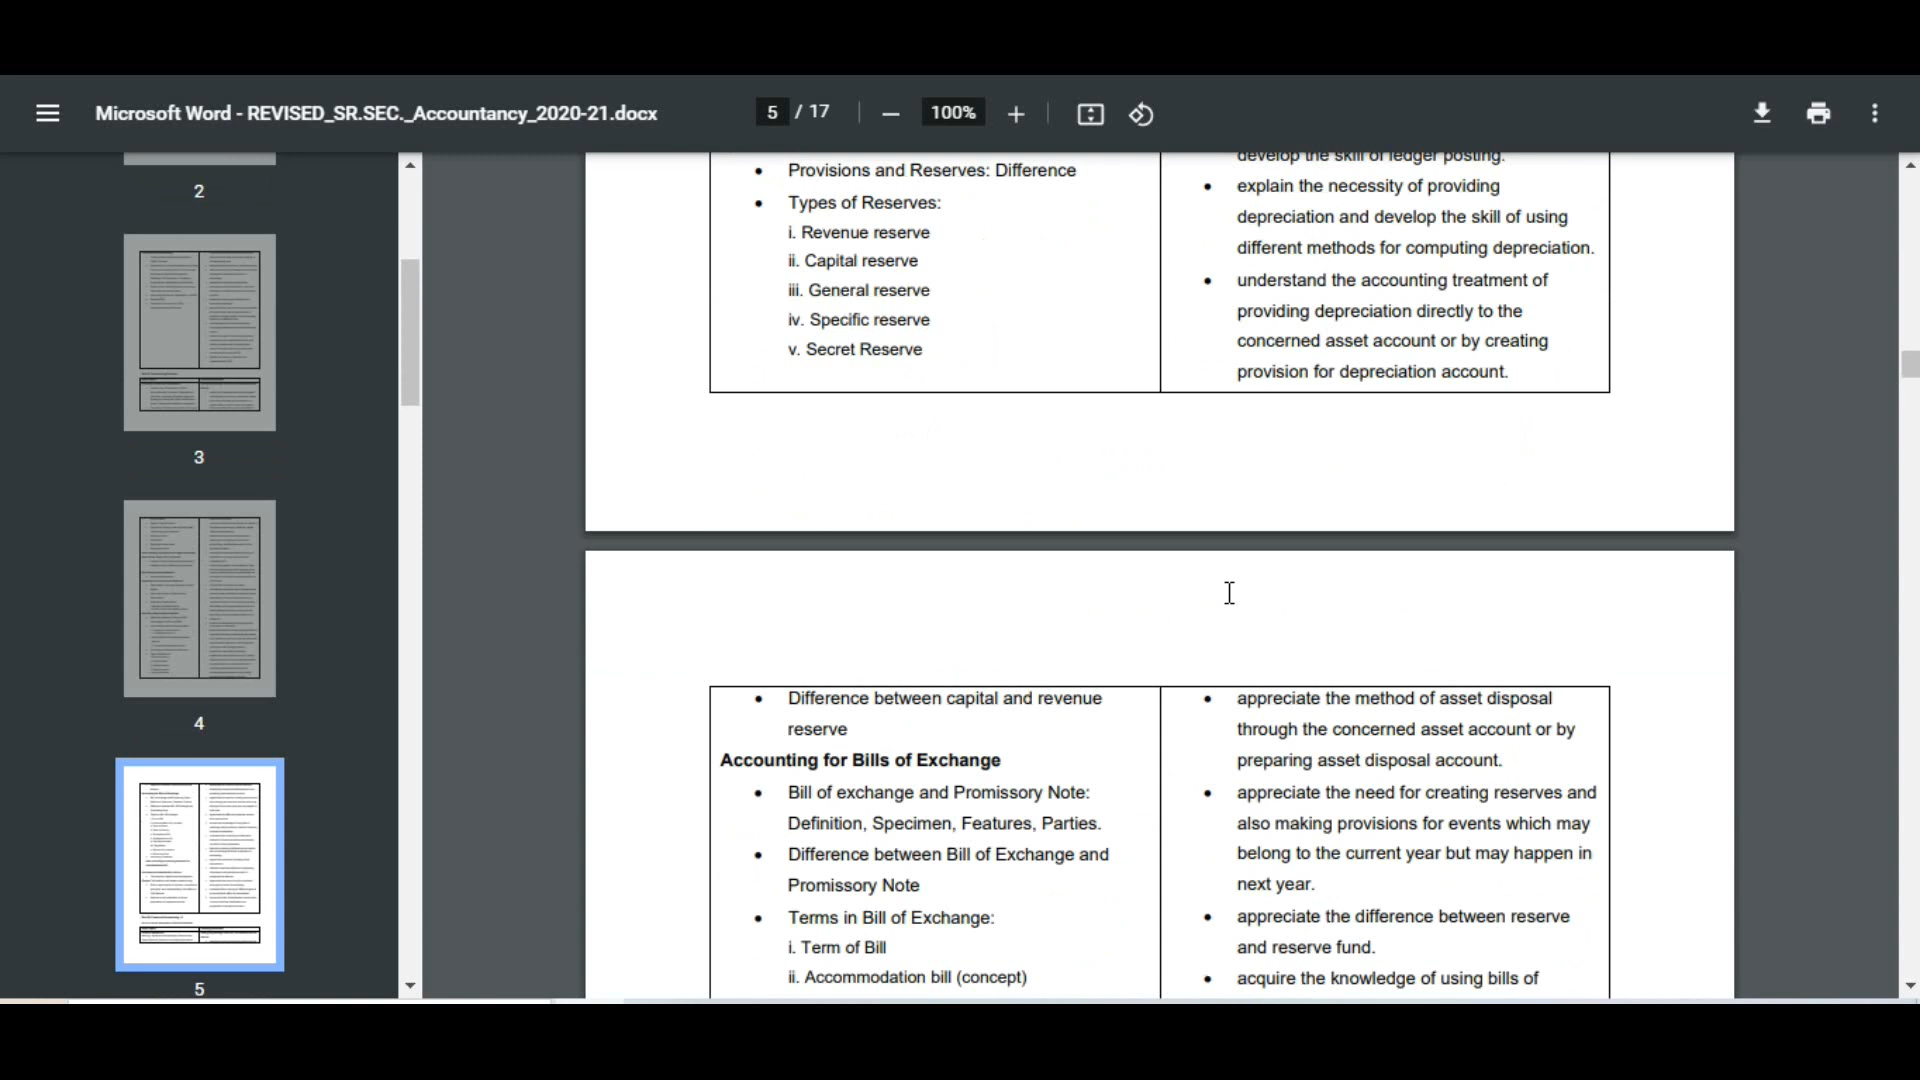 Microsoft Word - REVISED_SR.SEC._Accountancy_2020-21.docx
5 / 17
100%
2
3
4
5
• Provisions and Reserves: Difference
• Types of Reserves:
i. Revenue reserve
ii. Capital reserve
iii. General reserve
iv. Specific reserve
v. Secret Reserve
develop the skill of ledger posting.
• explain the necessity of providing
depreciation and develop the skill of using
different methods for computing depreciation.
• understand the accounting treatment of
providing depreciation directly to the
concerned asset account or by creating
provision for depreciation account.
• Difference between capital and revenue
reserve
Accounting for Bills of Exchange
• Bill of exchange and Promissory Note:
Definition, Specimen, Features, Parties.
• Difference between Bill of Exchange and
Promissory Note
• Terms in Bill of Exchange:
i. Term of Bill
ii. Accommodation bill (concept)
• appreciate the method of asset disposal
through the concerned asset account or by
preparing asset disposal account.
• appreciate the need for creating reserves and
also making provisions for events which may
belong to the current year but may happen in
next year.
• appreciate the difference between reserve
and reserve fund.
• acquire the knowledge of using bills of